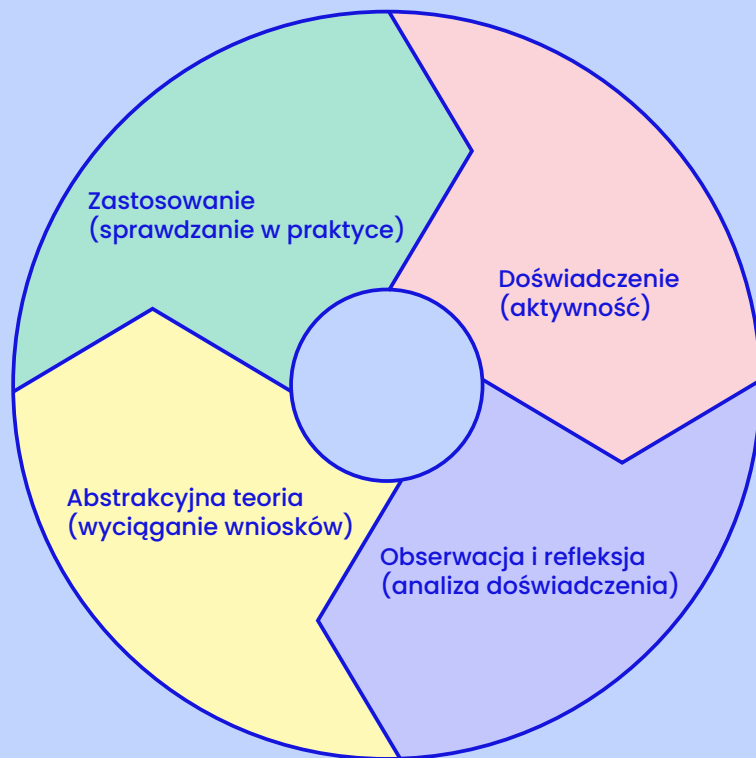 Zastosowanie
(sprawdzanie w praktyce)
Doświadczenie
(aktywność)
Abstrakcyjna teoria
(wyciąganie wniosków)
Obserwacja i refleksja
(analiza doświadczenia)